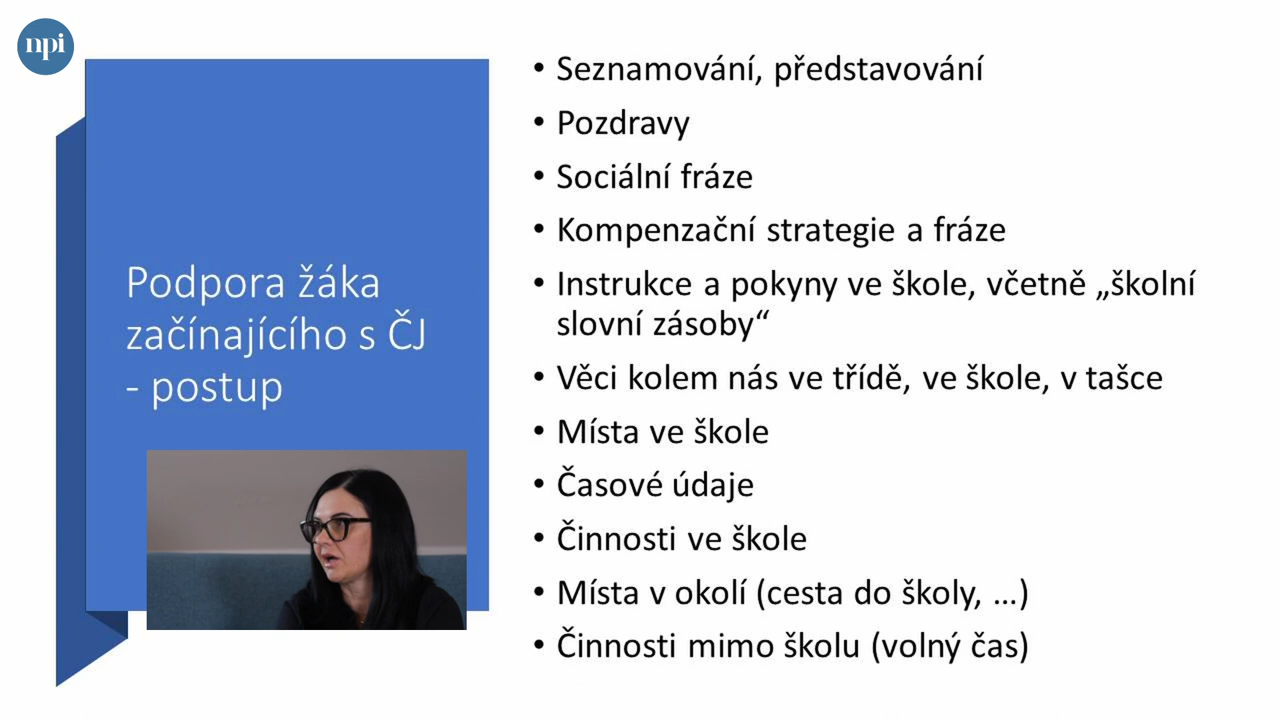 npi
Podpora žáka
začínajícího s ČJ
- postup
• Seznamování, představování
• Pozdravy
• Sociální fráze
• Kompenzační strategie a fráze
• Instrukce a pokyny ve škole, včetně „školní
slovní zásoby“
• Věci kolem nás ve třídě, ve škole, v tašce
• Místa ve škole
• Časové údaje
• Činnosti ve škole
• Místa v okolí (cesta do školy, …)
• Činnosti mimo školu (volný čas)